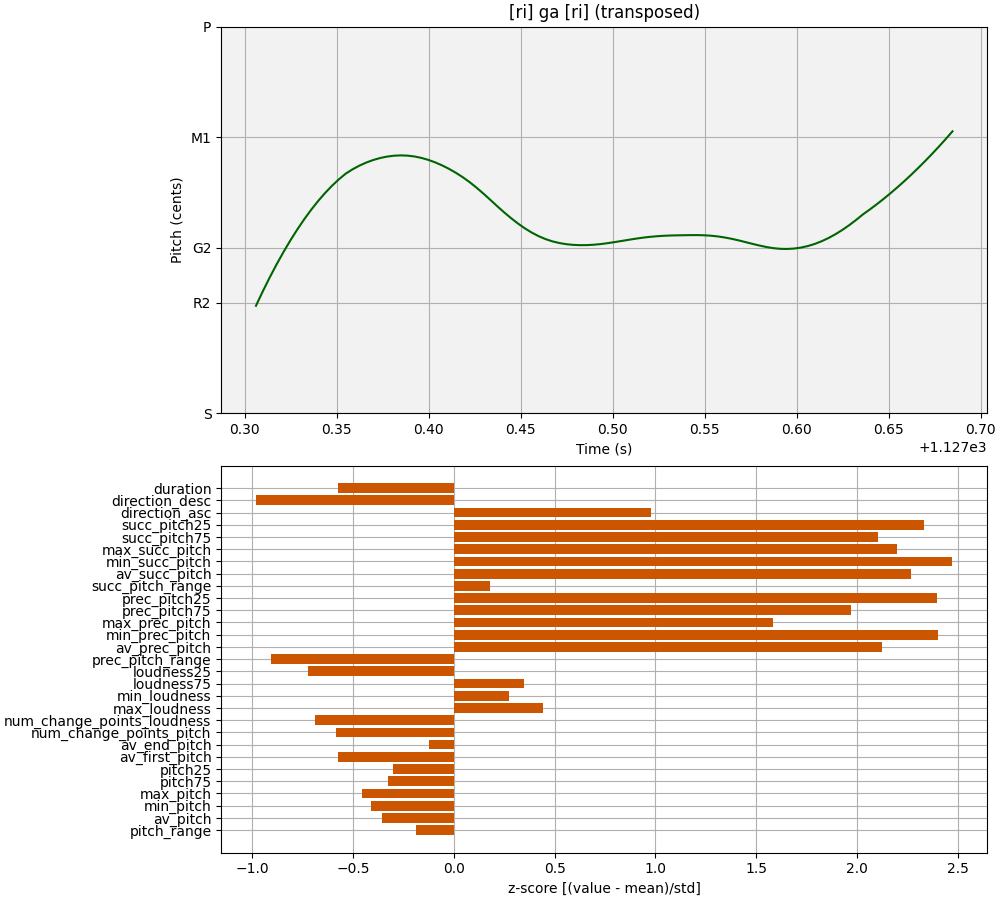 [ri] ga [ri] (transposed)
P
M1
G2
R2
S
Pitch (cents)
0.30 0.35 0.40 0.45 0.50 0.55 0.60 0.65 0.70
Time (s)
+1.127e3
duration
direction_desc
direction_asc
succ_pitch25
succ_pitch75
max_succ_pitch
min_succ_pitch
av_succ_pitch
succ_pitch_range
prec_pitch25
prec_pitch75
max_prec_pitch
min_prec_pitch
av_prec_pitch
prec_pitch_range
loudness25
loudness75
min_loudness
max_loudness
num_change_points_loudness
num_change_points_pitch
av_end_pitch
av_first_pitch
pitch25
pitch75
max_pitch
min_pitch
av_pitch
pitch_range
−1.0 −0.5 0.0 0.5 1.0 1.5 2.0 2.5
z-score [(value - mean)/std]